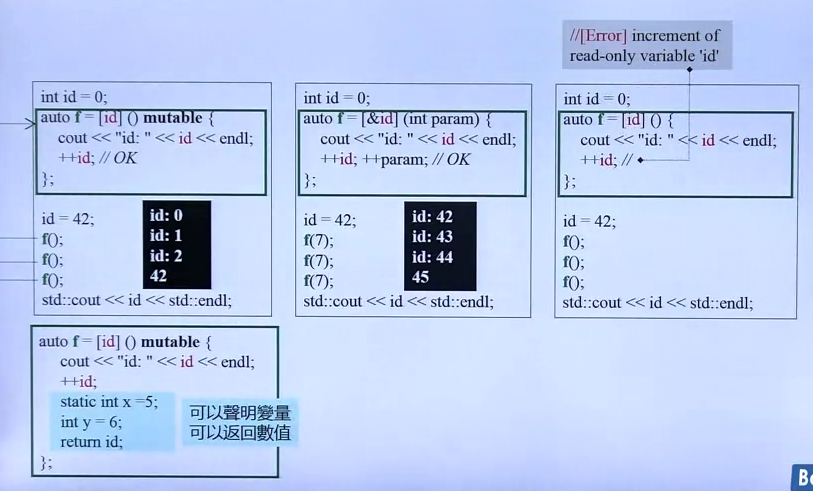 //[Error] increment of
read-only variable 'id'
int id = 0;
auto f = [id] () mutable {
cout << "id: " << id << endl;
++id; // OK
};
id = 42;
f();
f();
f();
std::cout << id << std::endl;
id: 0
id: 1
id: 2
42
int id = 0;
auto f = [&id] (int param) {
cout << "id: " << id << endl;
++id; ++param; // OK
};
id = 42;
f(7);
f(7);
f(7);
std::cout << id << std::endl;
id: 42
id: 43
id: 44
45
int id = 0;
auto f = [id] () {
cout << "id: " << id << endl;
++id; //
};
id = 42;
f();
f();
f();
std::cout << id << std::endl;
auto f = [id] () mutable {
cout << "id: " << id << endl;
++id;
static int x =5;
int y = 6;
return id;
};
可以聲明變量
可以返回數值